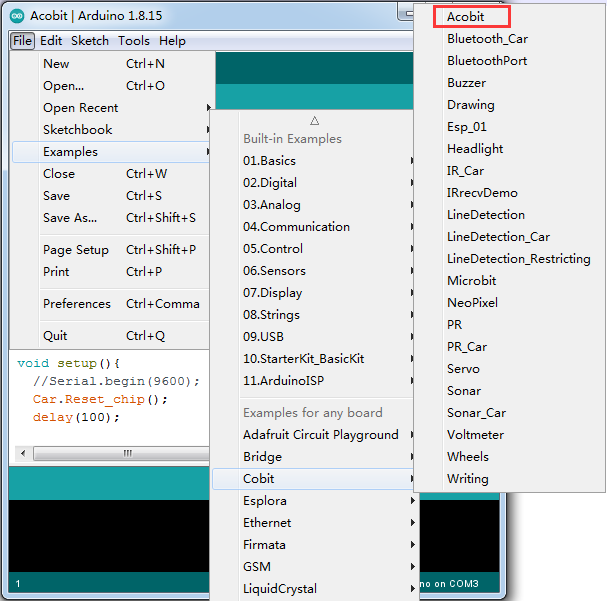 Acobit | Arduino 1.8.15
File Edit Sketch Tools Help
New Ctrl+N
Open... Ctrl+O
Open Recent
Sketchbook
Examples
Close Ctrl+W
Save Ctrl+S
Save As... Ctrl+Shift+S
Page Setup Ctrl+Shift+P
Print Ctrl+P
Preferences Ctrl+Comma
Quit Ctrl+Q
void setup(){
//Serial.begin(9600);
Car.Reset_chip();
delay(100);
1
Built-in Examples
01.Basics
02.Digital
03.Analog
04.Communication
05.Control
06.Sensors
07.Display
08.Strings
09.USB
10.StarterKit_BasicKit
11.ArduinoISP
Examples for any board
Adafruit Circuit Playground
Bridge
Cobit
Esplora
Ethernet
Firmata
GSM
LiquidCrystal
Acobit
Bluetooth_Car
BluetoothPort
Buzzer
Drawing
Esp_01
Headlight
IR_Car
IRrecvDemo
LineDetection
LineDetection_Car
LineDetection_Restricting
Microbit
NeoPixel
PR
PR_Car
Servo
Sonar
Sonar_Car
Voltmeter
Wheels
Writing
no on COM3